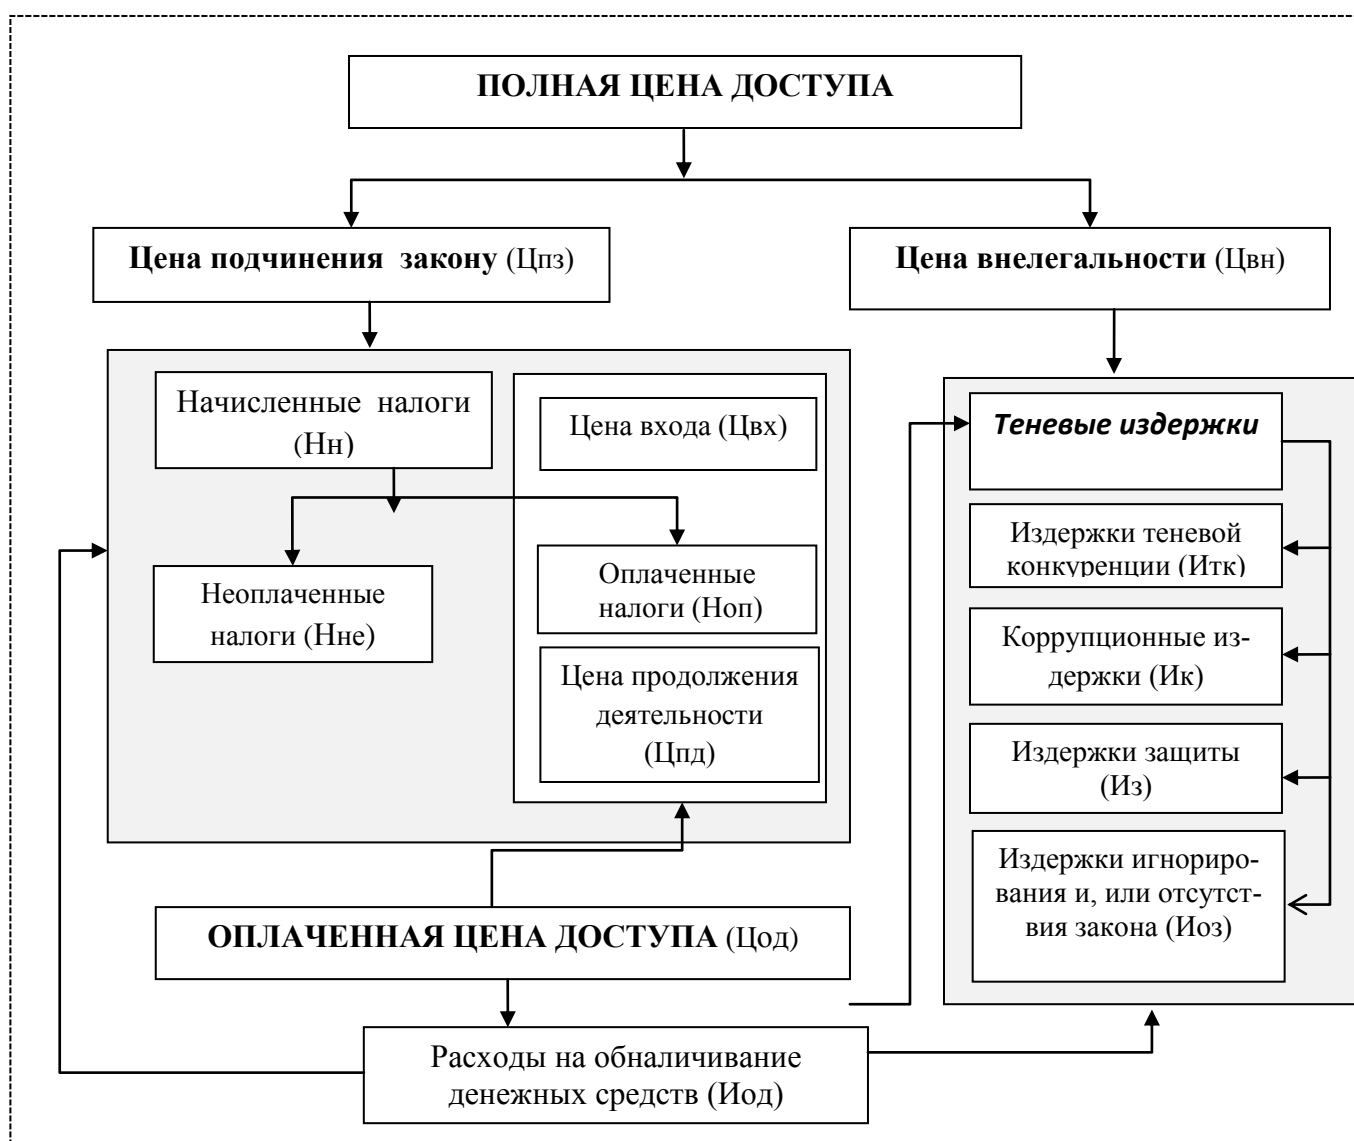 ПОЛНАЯ ЦЕНА ДОСТУПА
Цена подчинения закону (Цпз)
Цена внелегальности (Цвн)
Начисленные налоги
(Нн)
Цена входа (Цвх)
Неоплаченные
налоги (Нне)
Оплаченные
налоги (Ноп)
Цена продолжения
деятельности
(Цпд)
Теневые издержки
Издержки теневой
конкуренции (Итк)
Коррупционные из-
держки (Ик)
Издержки защиты
(Из)
Издержки игнориро-
вания и, или отсутст-
вия закона (Иоз)
ОПЛАЧЕННАЯ ЦЕНА ДОСТУПА (Цод)
Расходы на обналичивание
денежных средств (Иод)